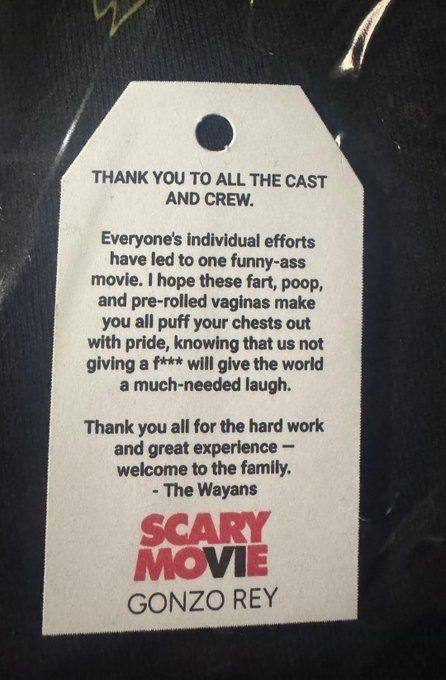 THANK YOU TO ALL THE CAST
AND CREW.
Everyone's individual efforts
have led to one funny-ass
movie. I hope these fart, poop,
and pre-rolled vaginas make
you all puff your chests out
with pride, knowing that us not
giving a f*** will give the world
a much-needed laugh.
Thank you all for the hard work
and great experience –
welcome to the family.
- The Wayans
SCARY
MOVIE
GONZO REY